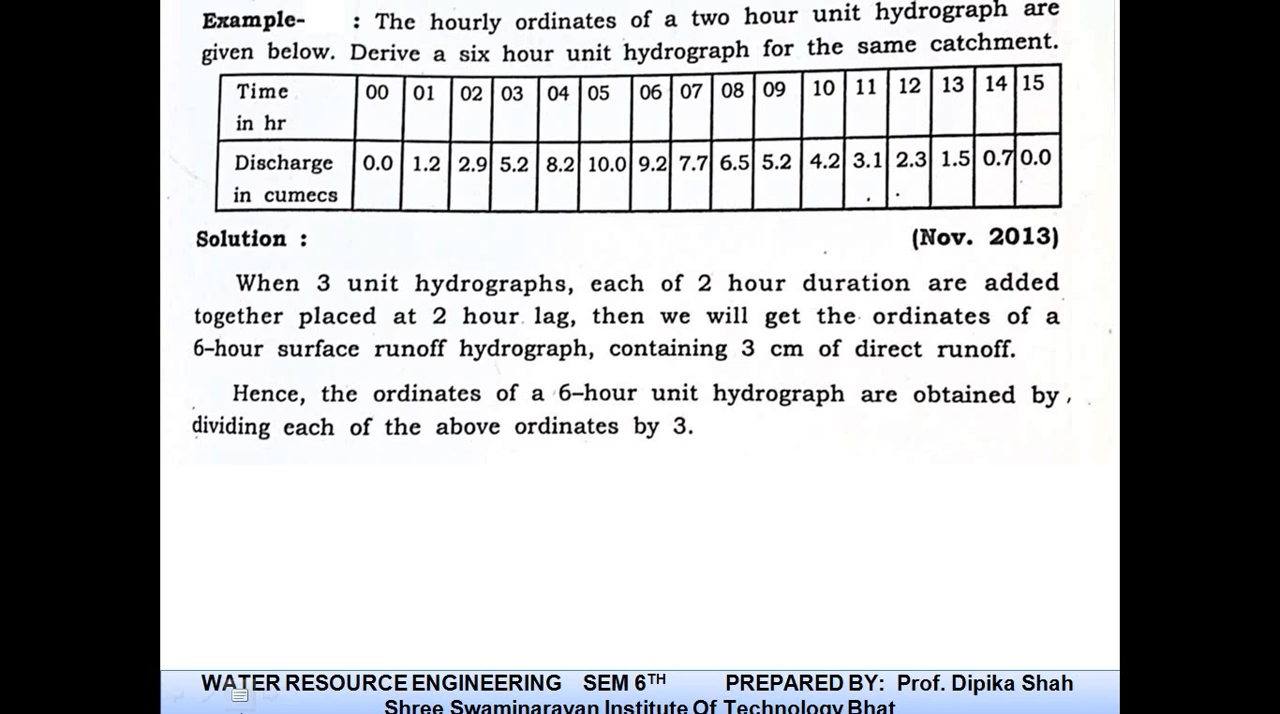 Example- : The hourly ordinates of a two hour unit hydrograph are
given below. Derive a six hour unit hydrograph for the same catchment.
Time in hr 00 01 02 03 04 05 06 07 08 09 10 11 12 13 14 15
Discharge in cumecs 0.0 1.2 2.9 5.2 8.2 10.0 9.2 7.7 6.5 5.2 4.2 3.1 2.3 1.5 0.7 0.0
Solution : (Nov. 2013)
When 3 unit hydrographs, each of 2 hour duration are added
together placed at 2 hour lag, then we will get the ordinates of a
6-hour surface runoff hydrograph, containing 3 cm of direct runoff.
Hence, the ordinates of a 6-hour unit hydrograph are obtained by
dividing each of the above ordinates by 3.
WATER RESOURCE ENGINEERING SEM 6TH PREPARED BY: Prof. Dipika Shah
Shree Swaminarayan Institute Of Technology Bhat